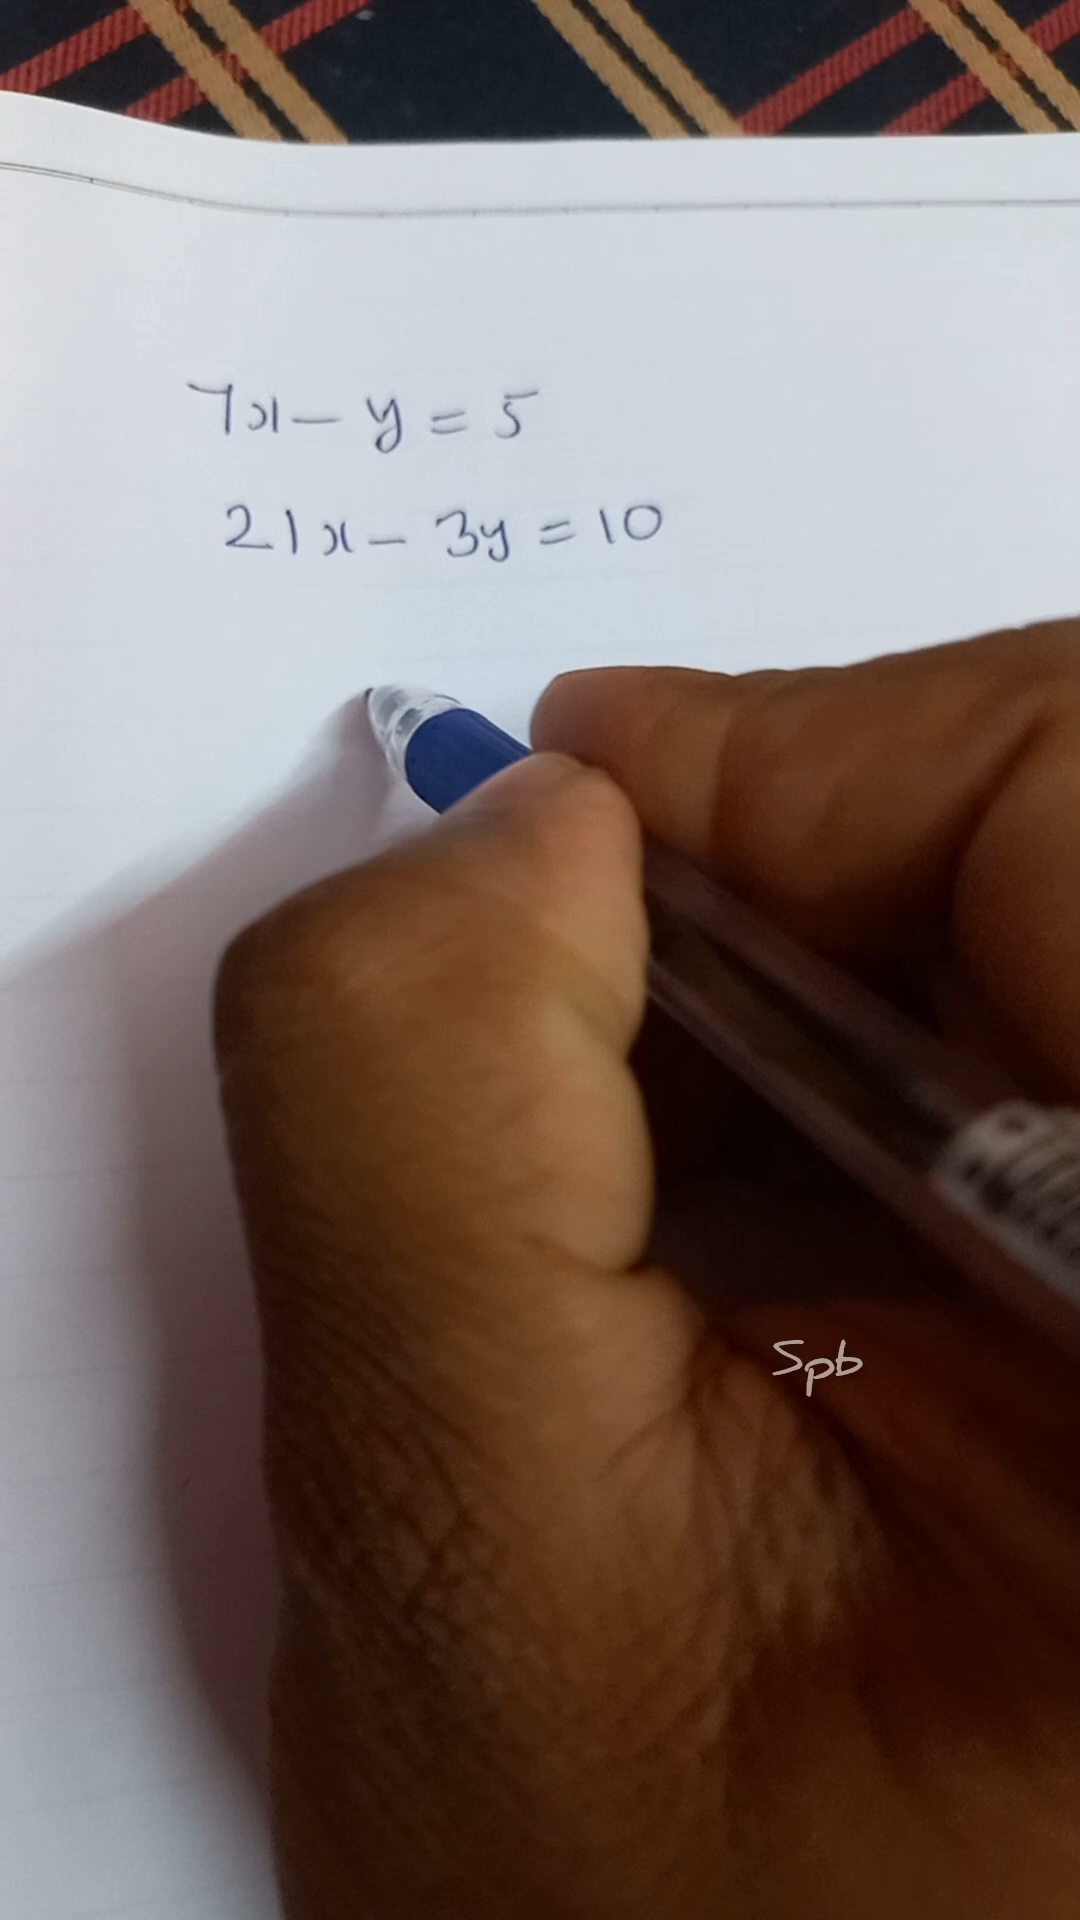 7x - y = 5
21x - 3y = 10
Spb